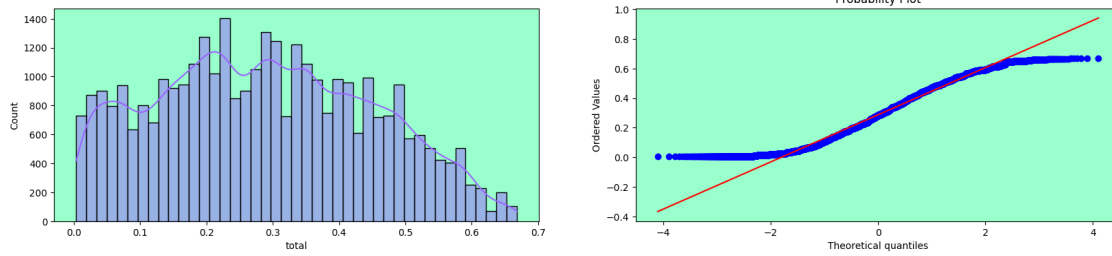 1400
1200
1000
800
600
400
200
0
Count
0.0 0.1 0.2 0.3 0.4 0.5 0.6 0.7
total
Probability Plot
1.0
0.8
0.6
0.4
0.2
0.0
−0.2
−0.4
Ordered Values
−4 −2 0 2 4
Theoretical quantiles